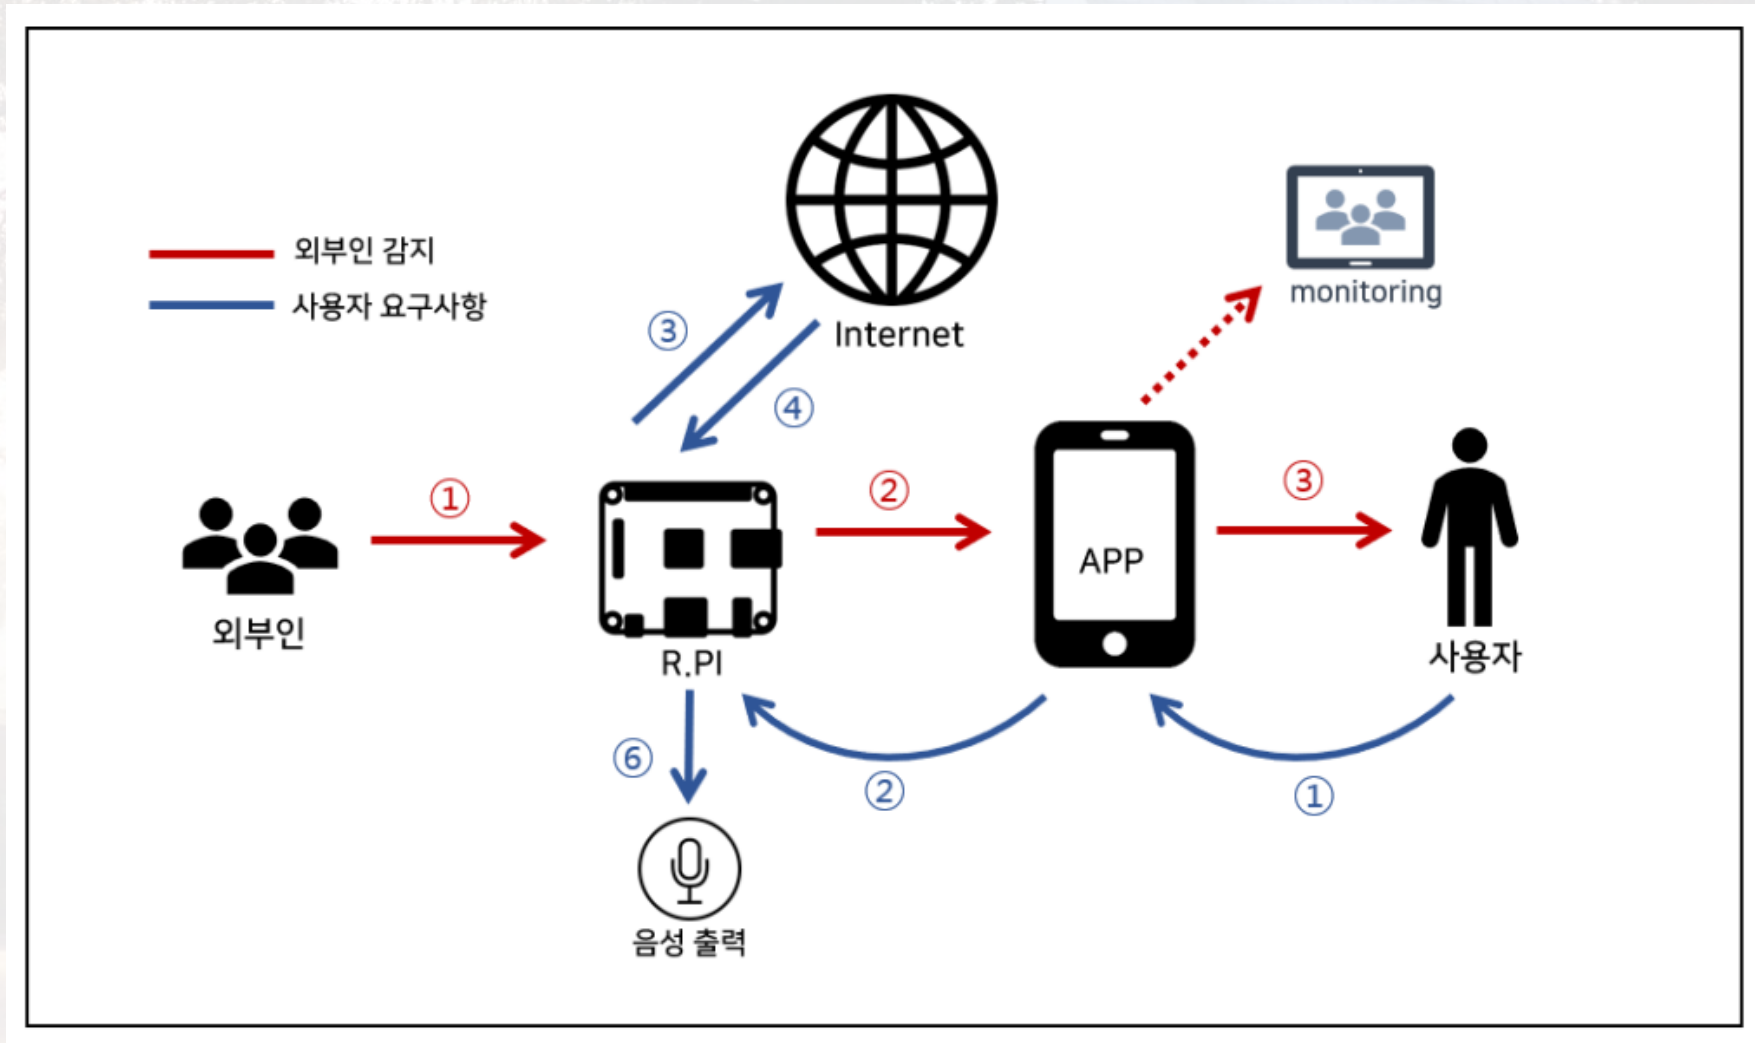 외부인 감지
사용자 요구사항
Internet
monitoring
③
④
①
②
③
APP
외부인
R.PI
사용자
⑥
②
①
음성 출력